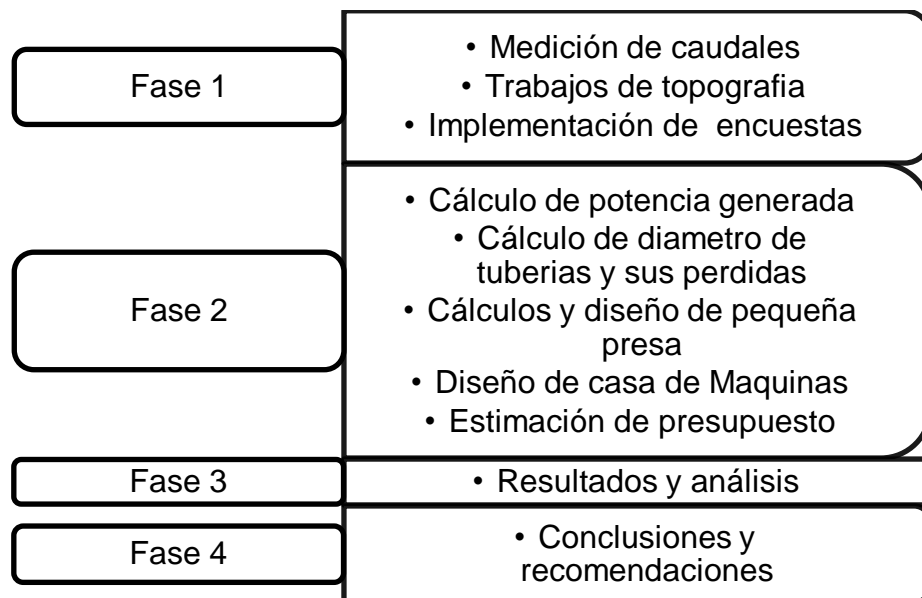 Fase 1
• Medición de caudales
• Trabajos de topografia
• Implementación de encuestas
Fase 2
• Cálculo de potencia generada
• Cálculo de diametro de
tuberias y sus perdidas
• Cálculos y diseño de pequeña
presa
• Diseño de casa de Maquinas
• Estimación de presupuesto
Fase 3
• Resultados y análisis
Fase 4
• Conclusiones y
recomendaciones